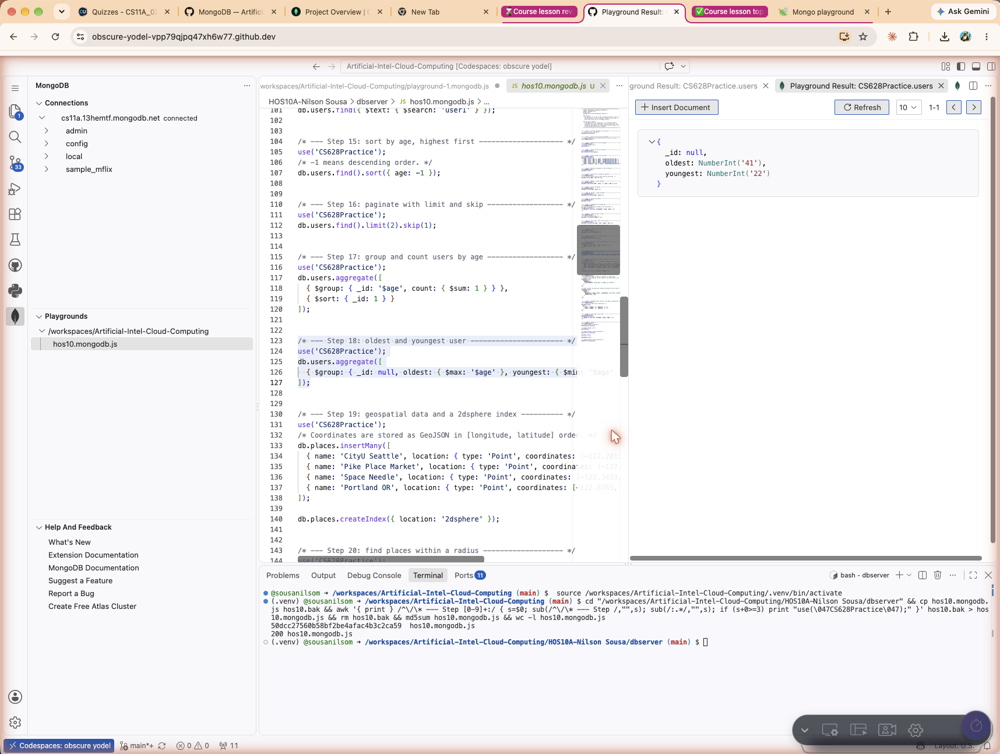 Quizzes - CS11A_02
MongoDB — Artific
Project Overview |
New Tab
⌛Course lesson rev
Playground Result:
✅Course lesson top
Mongo playground
Ask Gemini
obscure-yodel-vpp79qjpq47xh6w77.github.dev
Artificial-Intel-Cloud-Computing [Codespaces: obscure yodel]
MongoDB
Connections
cs11a.13hemtf.mongodb.net connected
admin
config
local
sample_mflix
Playgrounds
/workspaces/Artificial-Intel-Cloud-Computing
hos10.mongodb.js
Help And Feedback
What's New
Extension Documentation
MongoDB Documentation
Suggest a Feature
Report a Bug
Create Free Atlas Cluster
1
33
workspaces/Artificial-Intel-Cloud-Computing/playground-1.mongodb.js
JS hos10.mongodb.js U
HOS10A-Nilson Sousa > dbserver > JS hos10.mongodb.js > ...
101 db.users.find({ $text: { $search: 'user1' } });
102
103
104 /* --- Step 15: sort by age, highest first -------------------- */
105 use('CS628Practice');
106 /* -1 means descending order. */
107 db.users.find().sort({ age: -1 });
108
109
110 /* --- Step 16: paginate with limit and skip ------------------ */
111 use('CS628Practice');
112 db.users.find().limit(2).skip(1);
113
114
115 /* --- Step 17: group and count users by age ------------------ */
116 use('CS628Practice');
117 db.users.aggregate([
118 { $group: { _id: '$age', count: { $sum: 1 } } },
119 { $sort: { _id: 1 } }
120 ]);
121
122
123 /* --- Step 18: oldest and youngest user ---------------------- */
124 use('CS628Practice');
125 db.users.aggregate([
126 { $group: { _id: null, oldest: { $max: '$age' }, youngest: { $min: '$age'
127 ]);
128
129
130 /* --- Step 19: geospatial data and a 2dsphere index ---------- */
131 use('CS628Practice');
132 /* Coordinates are stored as GeoJSON in [longitude, latitude] order. */
133 db.places.insertMany([
134 { name: 'CityU Seattle', location: { type: 'Point', coordinates: [-122.2015
135 { name: 'Pike Place Market', location: { type: 'Point', coordinates: [-122.
136 { name: 'Space Needle', location: { type: 'Point', coordinates: [-122.3493,
137 { name: 'Portland OR', location: { type: 'Point', coordinates: [-122.6765,
138 ]);
139
140 db.places.createIndex({ location: '2dsphere' });
141
142
143 /* --- Step 20: find places within a radius ------------------- */
144 use('CS628Practice');
ground Result: CS628Practice.users
Playground Result: CS628Practice.users
Insert Document
Refresh
10
1-1
{
_id: null,
oldest: NumberInt('41'),
youngest: NumberInt('22')
}
Problems Output Debug Console Terminal Ports 11
bash - dbserver
@sousanilsom → /workspaces/Artificial-Intel-Cloud-Computing (main) $ source /workspaces/Artificial-Intel-Cloud-Computing/.venv/bin/activate
(.venv) @sousanilsom → /workspaces/Artificial-Intel-Cloud-Computing (main) $ cd "/workspaces/Artificial-Intel-Cloud-Computing/HOS10A-Nilson Sousa/dbserver" && cp hos10.mongodb.
js hos10.bak && awk '{ print } /^\/\* --- Step [0-9]+:/ { s=$0; sub(/^\/\* --- Step /,"",s); sub(/:.*/,"",s); if (s+0>=3) print "use(\047CS628Practice\047);" }' hos10.bak > hos
10.mongodb.js && rm hos10.bak && md5sum hos10.mongodb.js && wc -l hos10.mongodb.js
50dcc27560b58bf2be4afac4b3c2ca59 hos10.mongodb.js
200 hos10.mongodb.js
(.venv) @sousanilsom → /workspaces/Artificial-Intel-Cloud-Computing/HOS10A-Nilson Sousa/dbserver (main) $
Codespaces: obscure yodel
main*+
0
0
11
Layout: U.S.